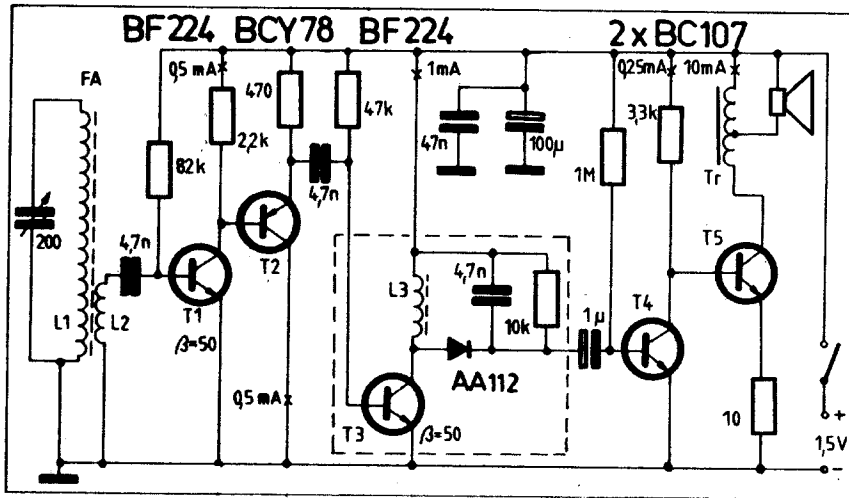 BF224 BCY78 BF224 2 x BC107
FA
0,5 mA
470
47k
1mA
0,25mA
10mA
2,2k
82k
4,7n
47n
100µ
1M
3,3k
Tr
200
4,7n
T2
T1
β=50
L1
L2
L3
4,7n
10k
1µ
T4
T5
AA112
0,5 mA
T3
β=50
10
+
1,5V
-